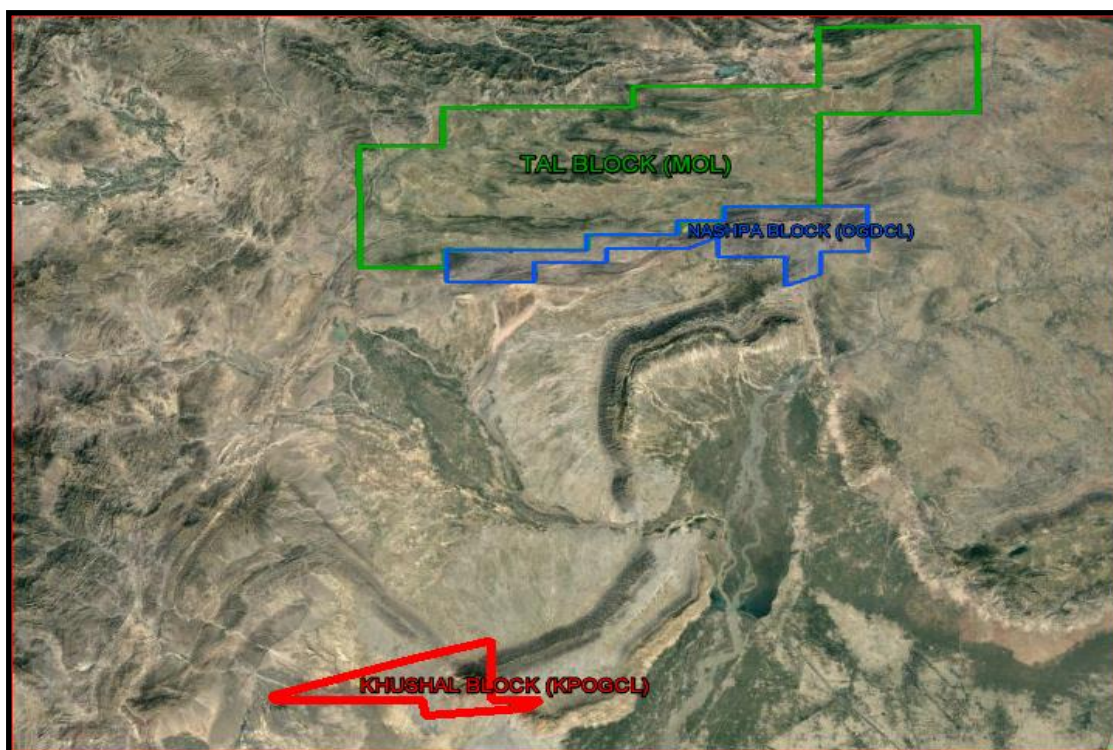 TAL BLOCK (MOL)
NASHPA BLOCK (OGDCL)
KHUSHAL BLOCK (KPOGCL)